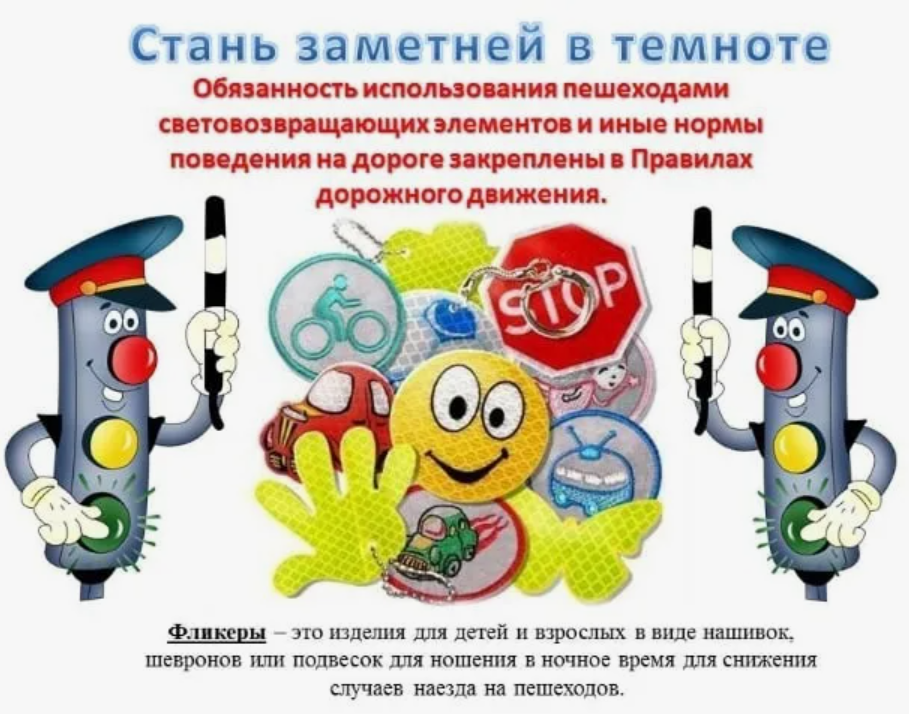 Стань заметней в темноте
Обязанность использования пешеходами
световозвращающих элементов и иные нормы
поведения на дороге закреплены в Правилах
дорожного движения.
STOP
Фликеры – это изделия для детей и взрослых в виде нашивок,
шевронов или подвесок для ношения в ночное время для снижения
случаев наезда на пешеходов.